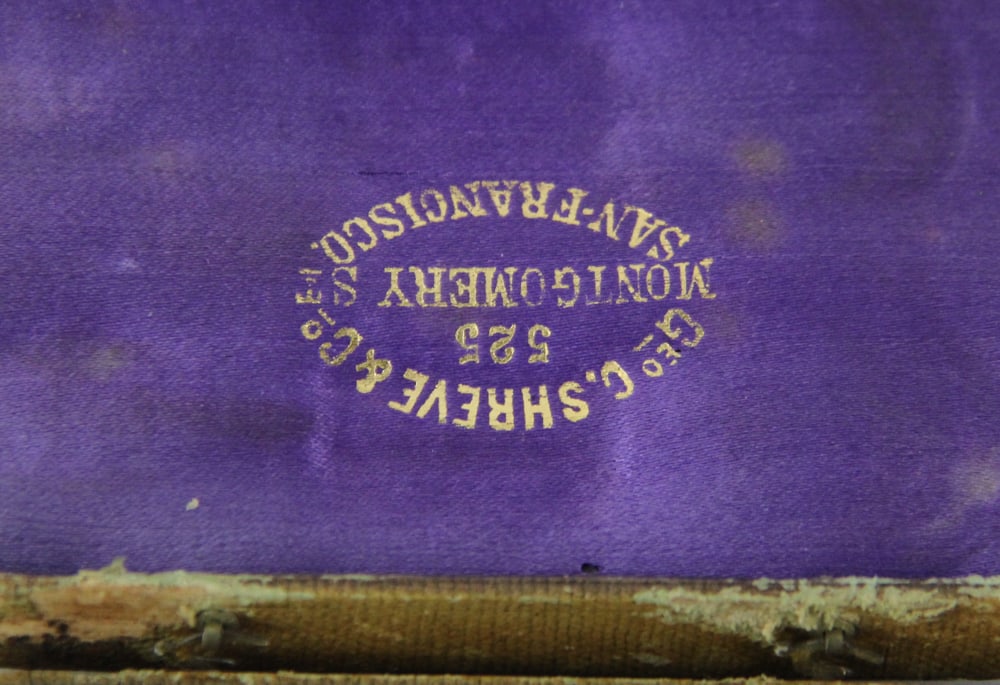 GEO C. SHREVE & CO
525
MONTGOMERY ST
SAN-FRANCISCO.